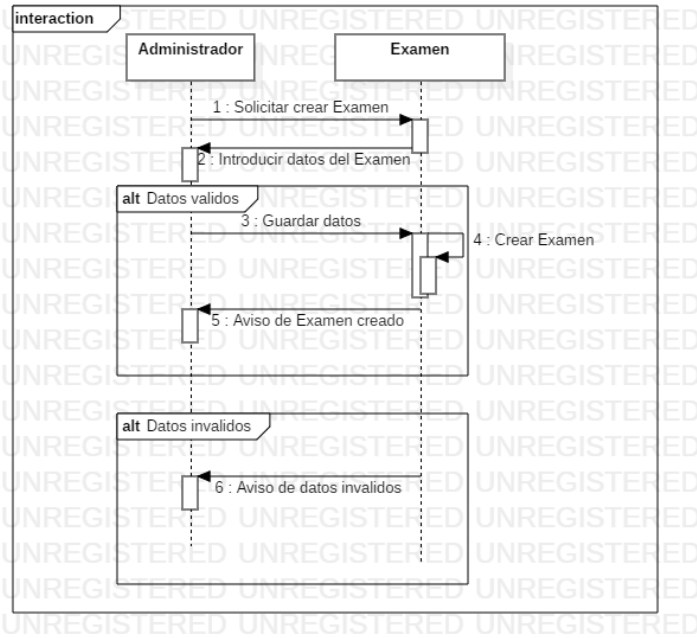 interaction
Administrador
Examen
1 : Solicitar crear Examen
2 : Introducir datos del Examen
alt Datos validos
3 : Guardar datos
4 : Crear Examen
5 : Aviso de Examen creado
alt Datos invalidos
6 : Aviso de datos invalidos
UNREGISTERED